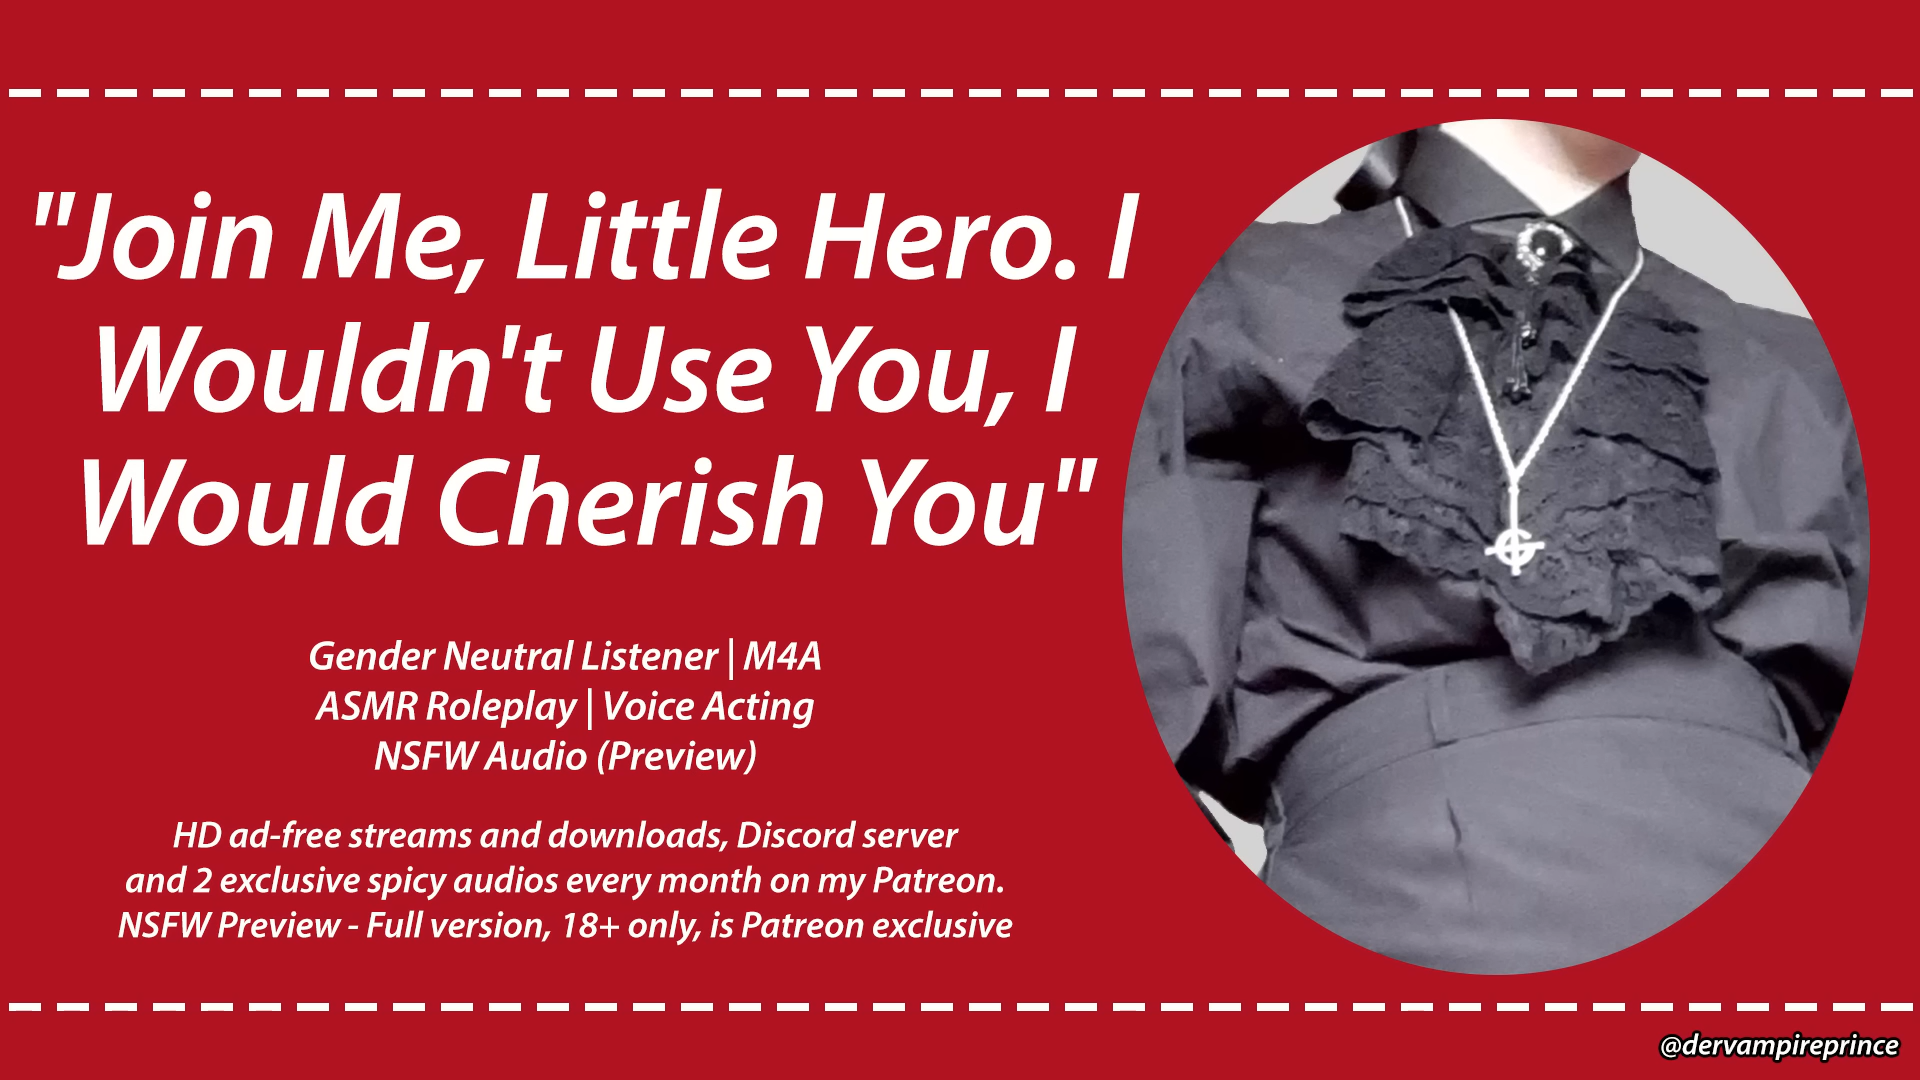 "Join Me, Little Hero. I
Wouldn't Use You, I
Would Cherish You"
Gender Neutral Listener | M4A
ASMR Roleplay | Voice Acting
NSFW Audio (Preview)
HD ad-free streams and downloads, Discord server
and 2 exclusive spicy audios every month on my Patreon.
NSFW Preview - Full version, 18+ only, is Patreon exclusive
@dervampireprince